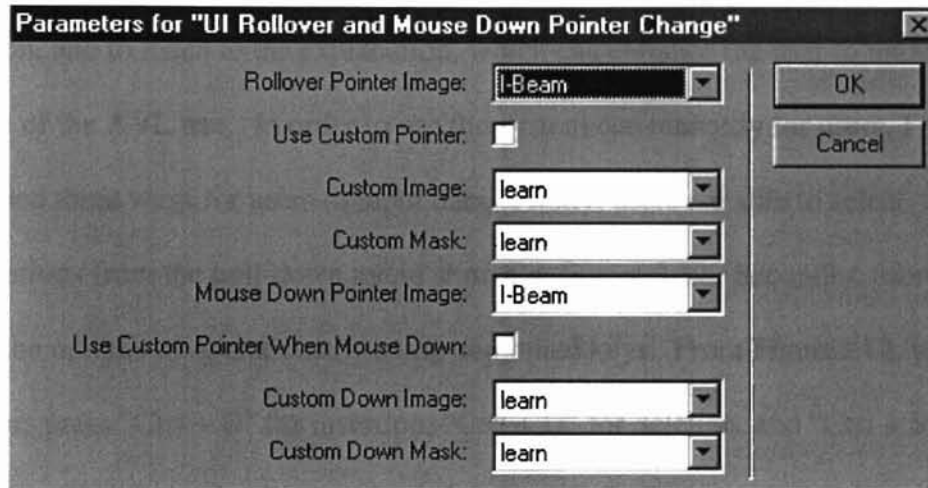 Parameters for "UI Rollover and Mouse Down Pointer Change"
Rollover Pointer Image: I-Beam
OK
Use Custom Pointer:
Cancel
Custom Image: learn
Custom Mask: learn
Mouse Down Pointer Image: I-Beam
Use Custom Pointer When Mouse Down:
Custom Down Image: learn
Custom Down Mask: learn